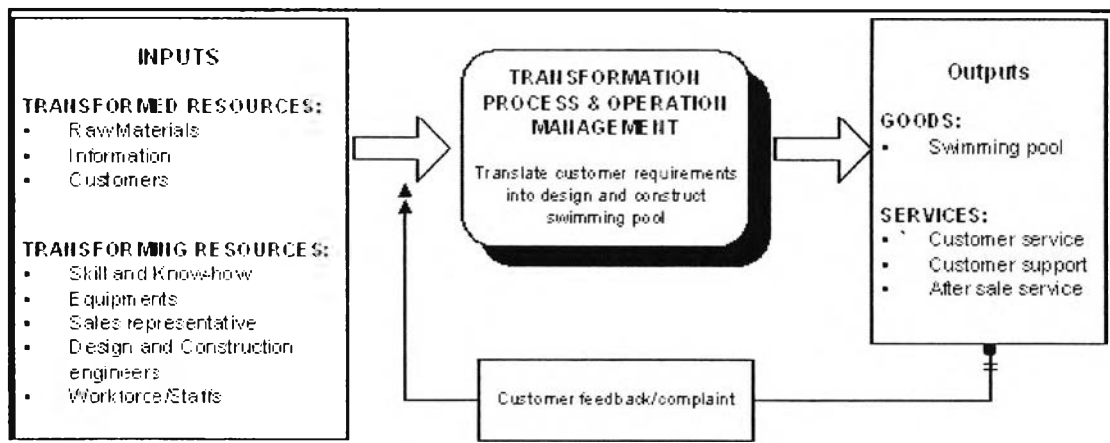 INPUTS
TRANSFORMED RESOURCES:
• Raw Materials
• Information
• Customers
TRANSFORMING RESOURCES:
• Skill and Know-how
• Equipments
• Sales representative
• Design and Construction
engineers
• Workforce/Staffs
TRANSFORMATION
PROCESS & OPERATION
MANAGEMENT
Translate customer requirements
into design and construct
swimming pool
Outputs
GOODS:
• Swimming pool
SERVICES:
• Customer service
• Customer support
• After sale service
Customer feedback/complaint